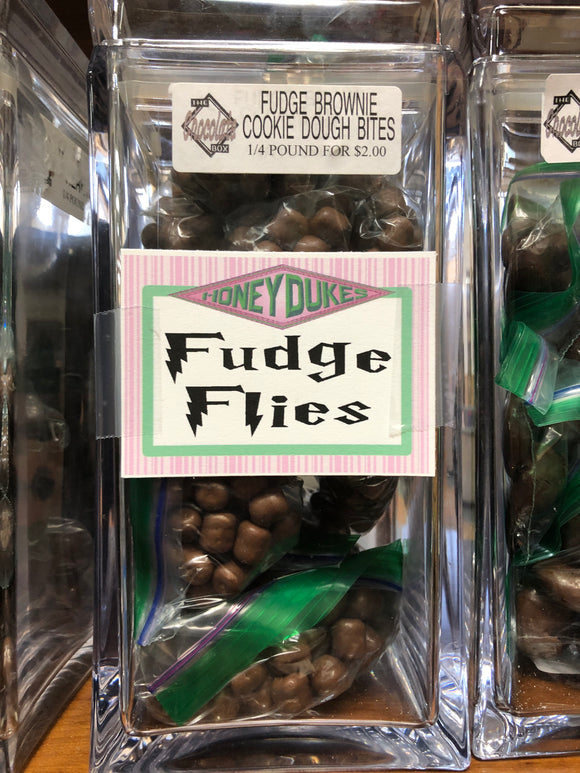 THE
Chocolate
BOX
FUDGE BROWNIE
COOKIE DOUGH BITES
1/4 POUND FOR $2.00
HONEYDUKES
Fudge
Flies
THE
Chocolate
BOX